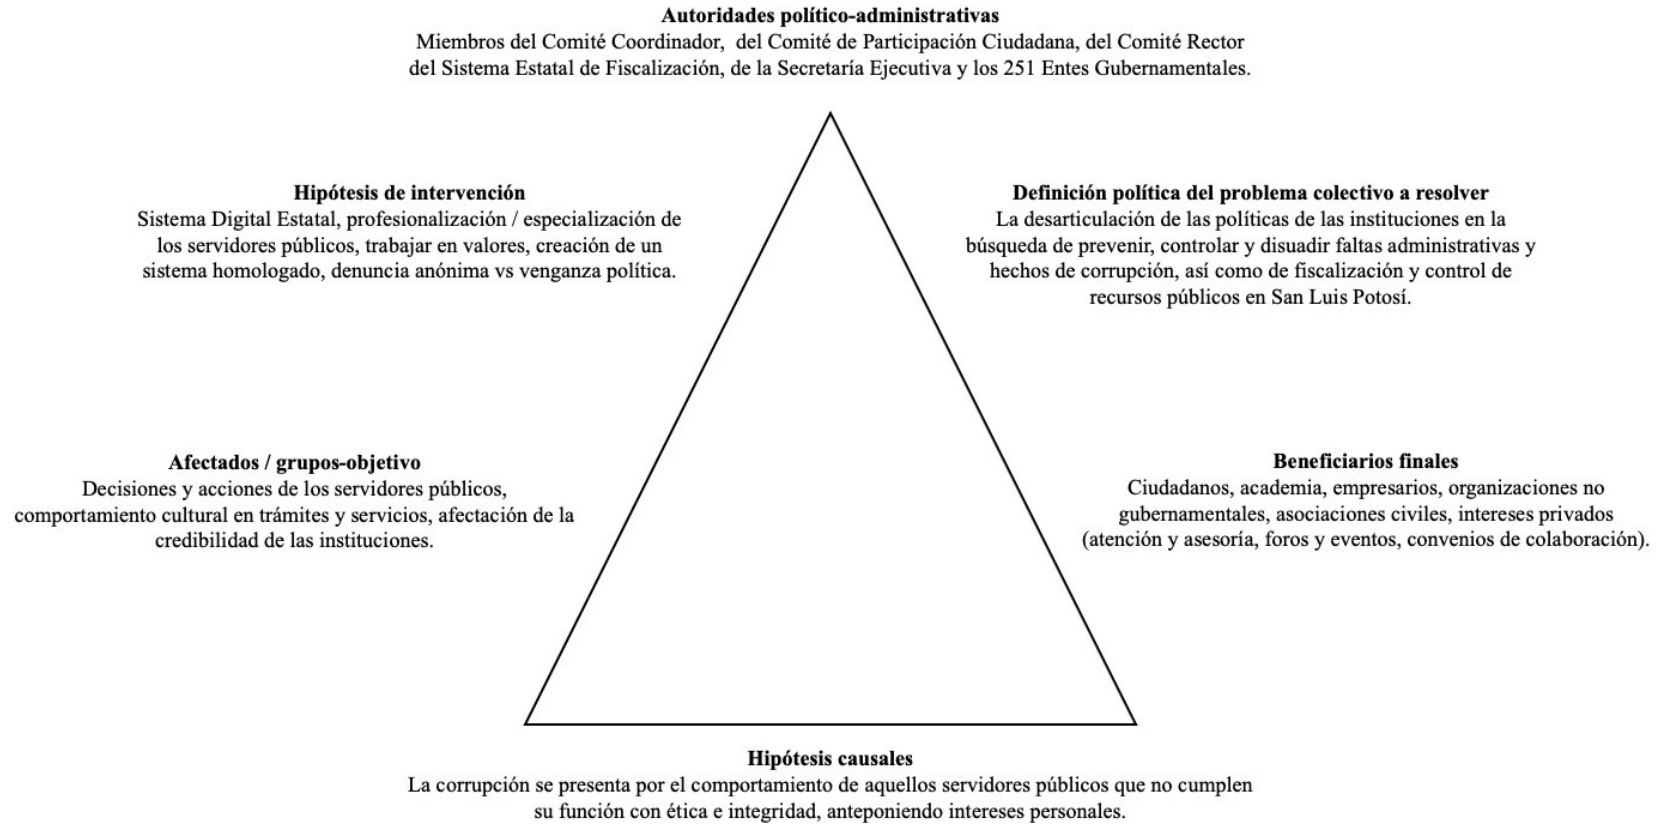 Autoridades político-administrativas
Miembros del Comité Coordinador, del Comité de Participación Ciudadana, del Comité Rector
del Sistema Estatal de Fiscalización, de la Secretaría Ejecutiva y los 251 Entes Gubernamentales.
Hipótesis de intervención
Sistema Digital Estatal, profesionalización / especialización de
los servidores públicos, trabajar en valores, creación de un
sistema homologado, denuncia anónima vs venganza política.
Definición política del problema colectivo a resolver
La desarticulación de las políticas de las instituciones en la
búsqueda de prevenir, controlar y disuadir faltas administrativas y
hechos de corrupción, así como de fiscalización y control de
recursos públicos en San Luis Potosí.
Afectados / grupos-objetivo
Decisiones y acciones de los servidores públicos,
comportamiento cultural en trámites y servicios, afectación de la
credibilidad de las instituciones.
Beneficiarios finales
Ciudadanos, academia, empresarios, organizaciones no
gubernamentales, asociaciones civiles, intereses privados
(atención y asesoría, foros y eventos, convenios de colaboración).
Hipótesis causales
La corrupción se presenta por el comportamiento de aquellos servidores públicos que no cumplen
su función con ética e integridad, anteponiendo intereses personales.